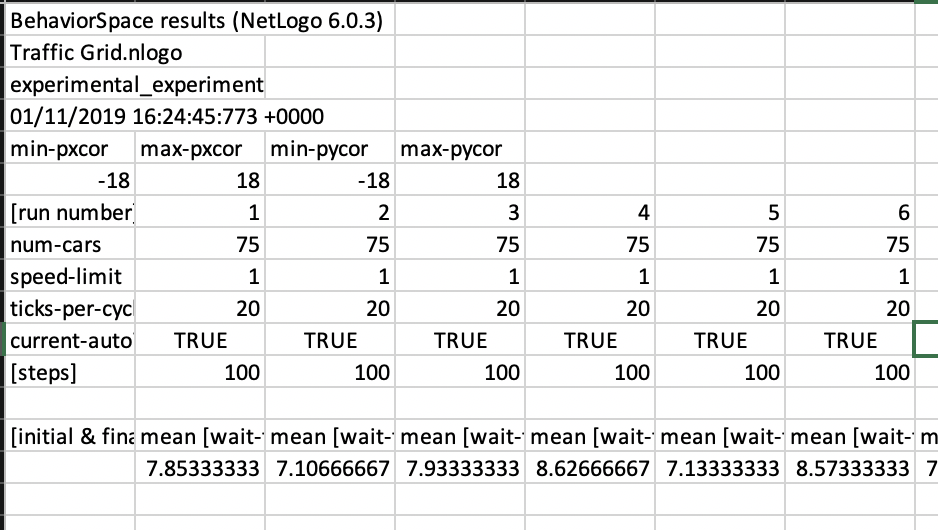 BehaviorSpace results (NetLogo 6.0.3)
Traffic Grid.nlogo
experimental_experiment
01/11/2019 16:24:45:773 +0000
min-pxcor max-pxcor min-pycor max-pycor
-18 18 -18 18
[run number] 1 2 3 4 5 6
num-cars 75 75 75 75 75 75
speed-limit 1 1 1 1 1 1
ticks-per-cycl 20 20 20 20 20 20
current-auto TRUE TRUE TRUE TRUE TRUE TRUE
[steps] 100 100 100 100 100 100
[initial & fina mean [wait- mean [wait- mean [wait- mean [wait- mean [wait- mean [wait- m
7.85333333 7.10666667 7.93333333 8.62666667 7.13333333 8.57333333 7